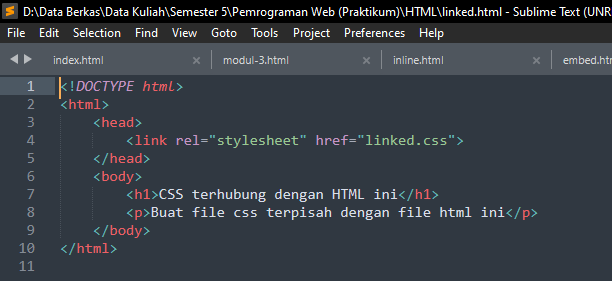 D:\Data Berkas\Data Kuliah\Semester 5\Pemrograman Web (Praktikum)\HTML\linked.html - Sublime Text (UNR
File Edit Selection Find View Goto Tools Project Preferences Help
index.html × modul-3.html × inline.html × embed.ht
1 <!DOCTYPE html>
2 <html>
3 <head>
4 <link rel="stylesheet" href="linked.css">
5 </head>
6 <body>
7 <h1>CSS terhubung dengan HTML ini</h1>
8 <p>Buat file css terpisah dengan file html ini</p>
9 </body>
10 </html>
11